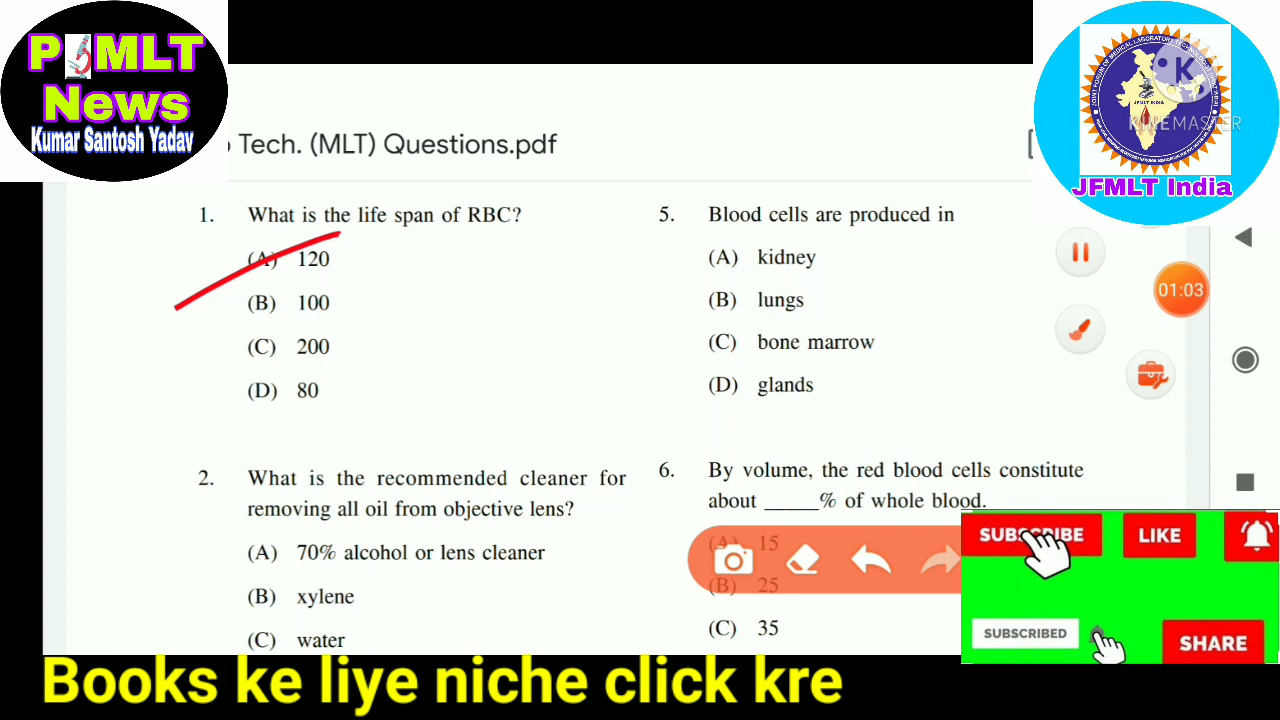 P MLT
News
Kumar Santosh Yadav
Tech. (MLT) Questions.pdf
K
KINEMASTER
JFMLT INDIA
JFMLT India
1. What is the life span of RBC?
(A) 120
(B) 100
(C) 200
(D) 80
2. What is the recommended cleaner for
removing all oil from objective lens?
(A) 70% alcohol or lens cleaner
(B) xylene
(C) water
5. Blood cells are produced in
(A) kidney
(B) lungs
(C) bone marrow
(D) glands
6. By volume, the red blood cells constitute
about _____% of whole blood.
(A) 15
(B) 25
(C) 35
01:03
SUBSCRIBE
LIKE
SUBSCRIBED
SHARE
Books ke liye niche click kre